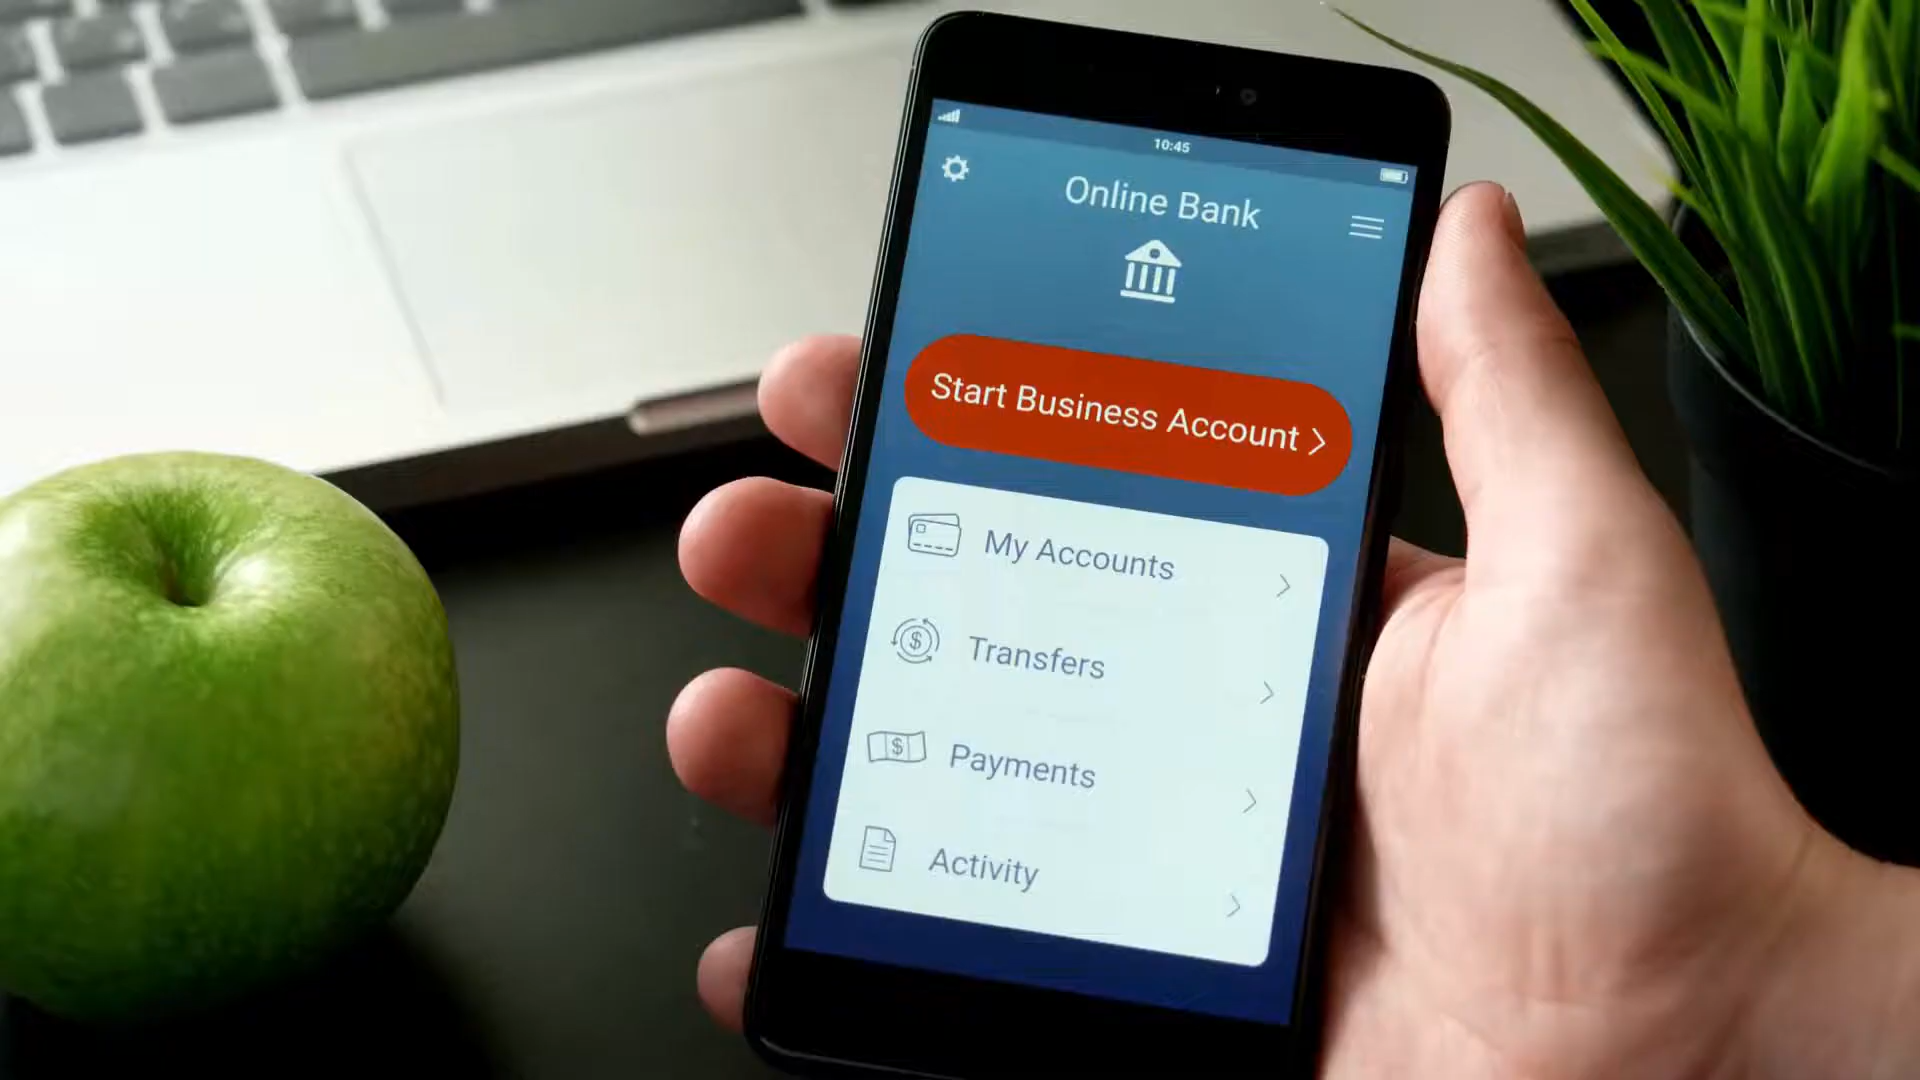 10:45
Online Bank
Start Business Account
My Accounts
$
Transfers
$
Payments
Activity